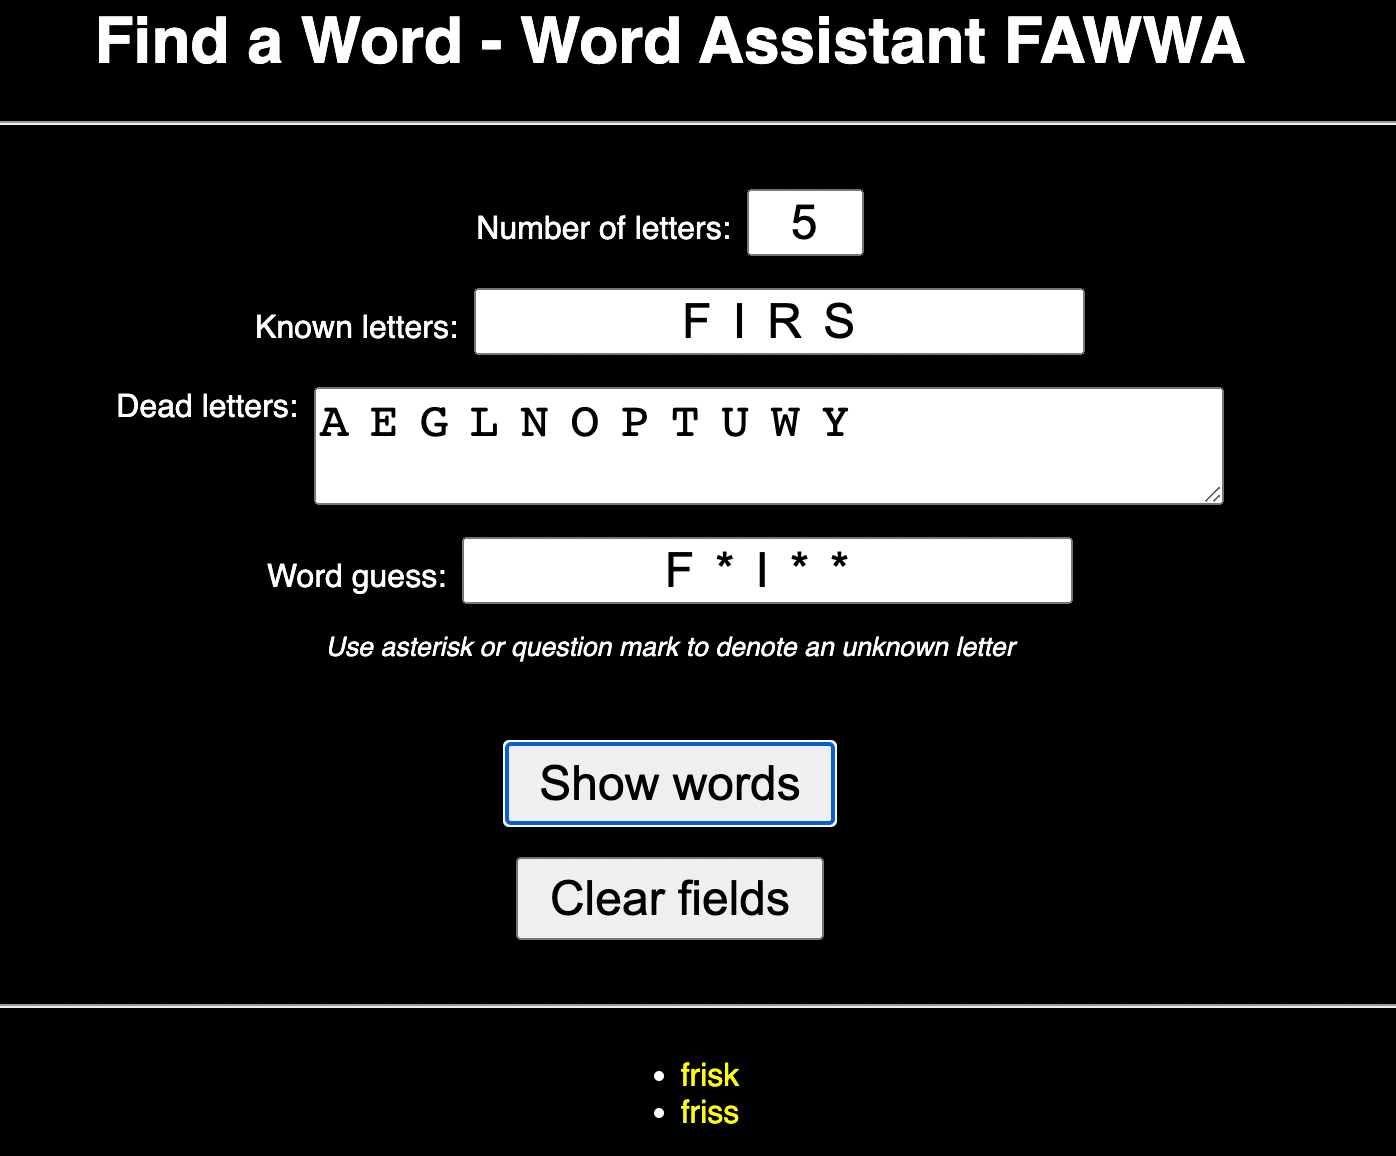 Find a Word - Word Assistant FAWWA
Number of letters: 5
Known letters: F I R S
Dead letters: A E G L N O P T U W Y
Word guess: F * I * *
Use asterisk or question mark to denote an unknown letter
Show words
Clear fields
• frisk
• friss